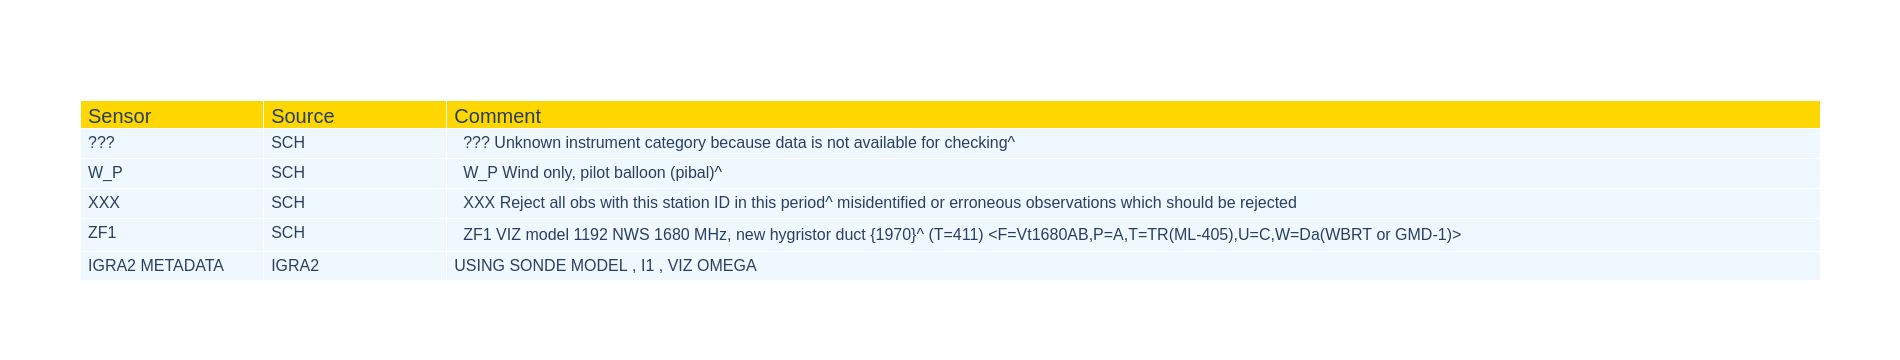 Sensor Source Comment
??? SCH ??? Unknown instrument category because data is not available for checking^
W_P SCH W_P Wind only, pilot balloon (pibal)^
XXX SCH XXX Reject all obs with this station ID in this period^ misidentified or erroneous observations which should be rejected
ZF1 SCH ZF1 VIZ model 1192 NWS 1680 MHz, new hygristor duct {1970}^ (T=411) <F=Vt1680AB,P=A,T=TR(ML-405),U=C,W=Da(WBRT or GMD-1)>
IGRA2 METADATA IGRA2 USING SONDE MODEL , I1 , VIZ OMEGA